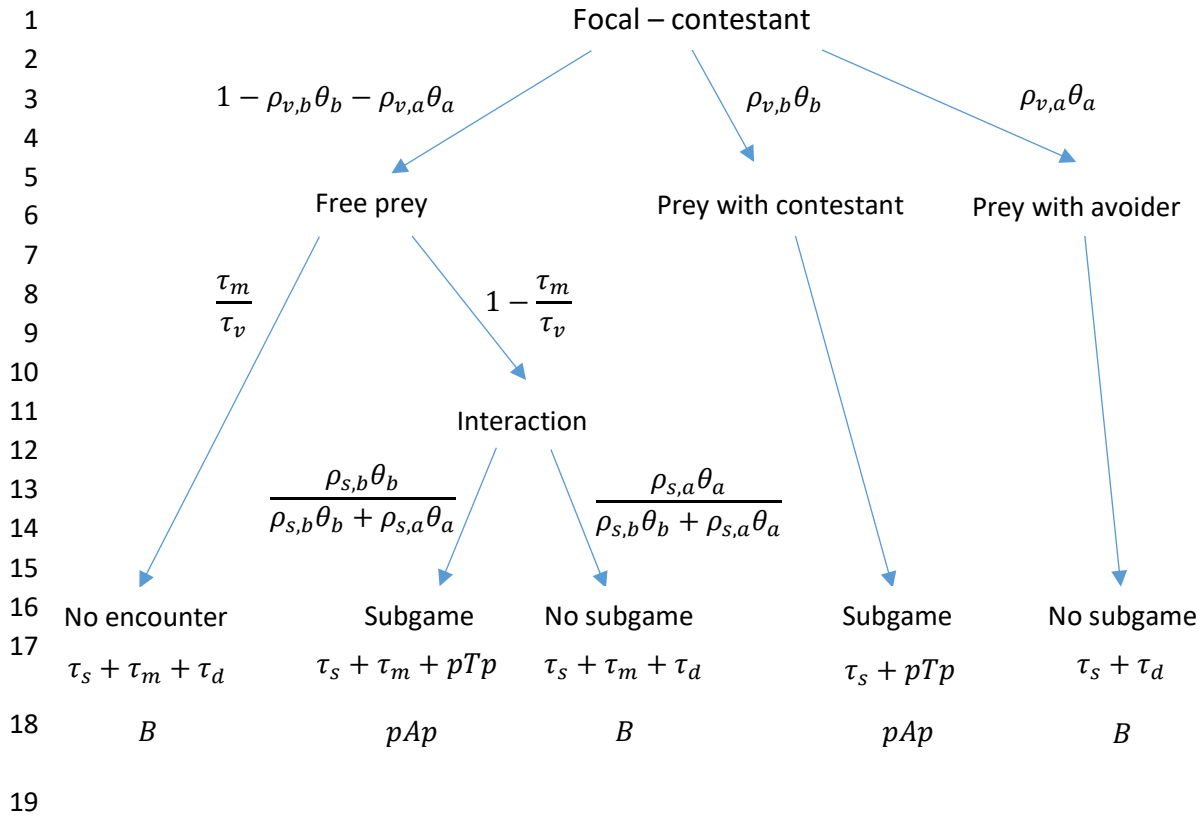 1 Focal – contestant
2
3 1 − ρ_{v,b}θ_b − ρ_{v,a}θ_a ρ_{v,b}θ_b ρ_{v,a}θ_a
4
5
6 Free prey Prey with contestant Prey with avoider
7
8 τ_m/τ_v 1 − τ_m/τ_v
9
10
11 Interaction
12
13 ρ_{s,b}θ_b/(ρ_{s,b}θ_b + ρ_{s,a}θ_a) ρ_{s,a}θ_a/(ρ_{s,b}θ_b + ρ_{s,a}θ_a)
14
15
16 No encounter Subgame No subgame Subgame No subgame
17 τ_s + τ_m + τ_d τ_s + τ_m + pTp τ_s + τ_m + τ_d τ_s + pTp τ_s + τ_d
18 B pAp B pAp B
19